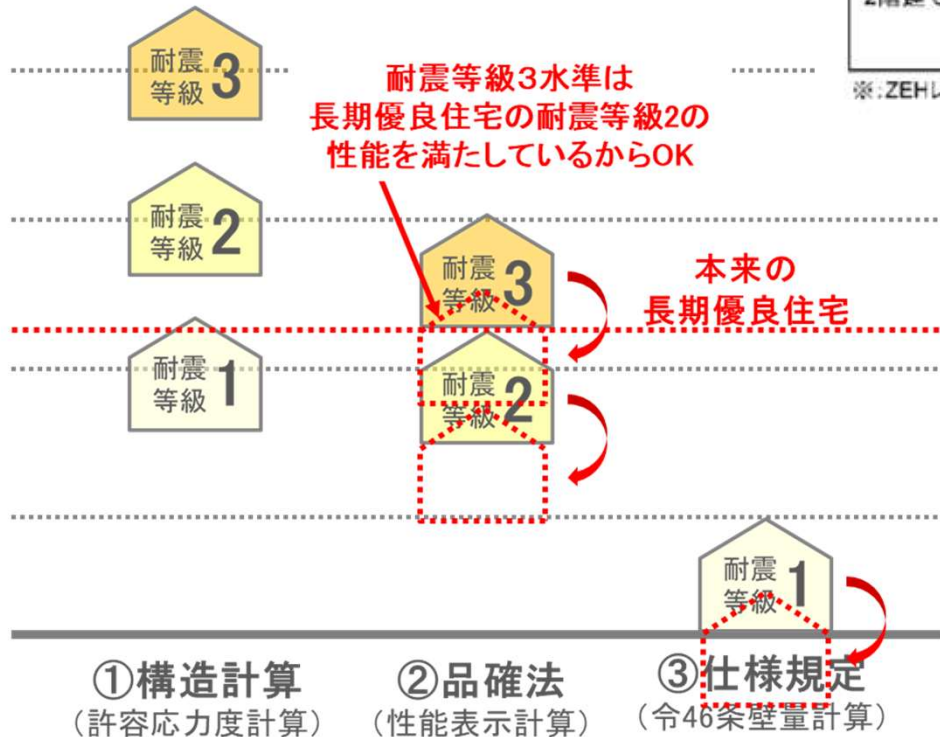 2階建
※:ZEHレ
耐震
等級 3
耐震等級3水準は
長期優良住宅の耐震等級2の
性能を満たしているからOK
耐震
等級 2
耐震
等級 3
本来の
長期優良住宅
耐震
等級 1
耐震
等級 2
耐震
等級 1
①構造計算
(許容応力度計算)
②品確法
(性能表示計算)
③仕様規定
(令46条壁量計算)